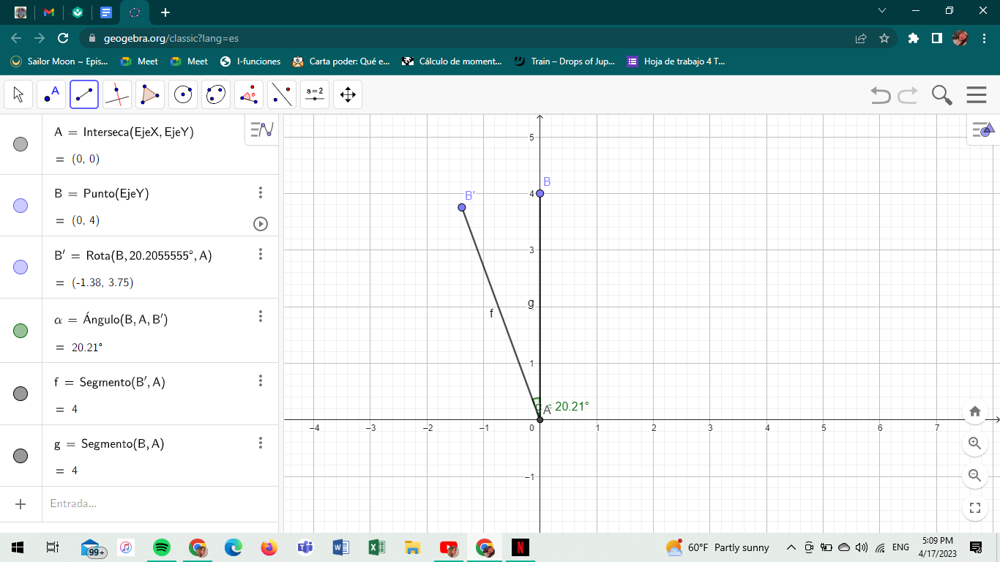 geogebra.org/classic?lang=es
Sailor Moon ~ Epis...
Meet
Meet
I-funciones
Carta poder: Qué e...
Cálculo de moment...
Train – Drops of Jup...
Hoja de trabajo 4 T...
A
a=2
A = Interseca(EjeX, EjeY)
= (0, 0)
B = Punto(EjeY)
= (0, 4)
B′ = Rota(B, 20.2055555°, A)
= (-1.38, 3.75)
α = Ángulo(B, A, B′)
= 20.21°
f = Segmento(B′, A)
= 4
g = Segmento(B, A)
= 4
+ Entrada...
5
B
B'
4
3
g
f
1
A
α = 20.21°
–4 –3 –2 –1 0 1 2 3 4 5 6 7
–1
99+
60°F Partly sunny
ENG
5:09 PM
4/17/2023